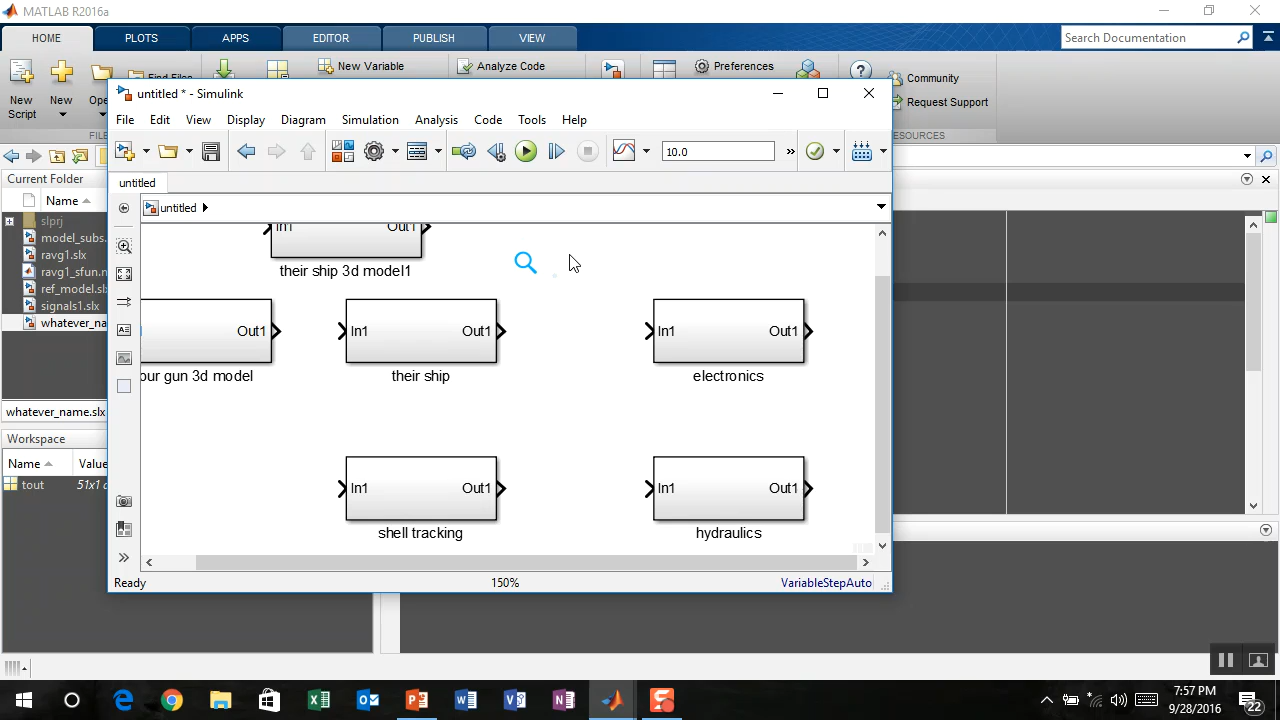 MATLAB R2016a
HOME
PLOTS
APPS
EDITOR
PUBLISH
VIEW
Search Documentation
New Script
New
Find Files
New Variable
Analyze Code
Preferences
Community
Request Support
untitled * - Simulink
File Edit View Display Diagram Simulation Analysis Code Tools Help
10.0
»
untitled
untitled
Current Folder
Name
slprj
model_subs.
ravg1.slx
ravg1_sfun.m
ref_model.slx
signals1.slx
whatever_na
whatever_name.slx
Workspace
Name
Value
tout
51x1
In1 Out1
their ship 3d model1
Out1
our gun 3d model
In1 Out1
their ship
In1 Out1
electronics
In1 Out1
shell tracking
In1 Out1
hydraulics
Ready
150%
VariableStepAuto
7:57 PM
9/28/2016
22